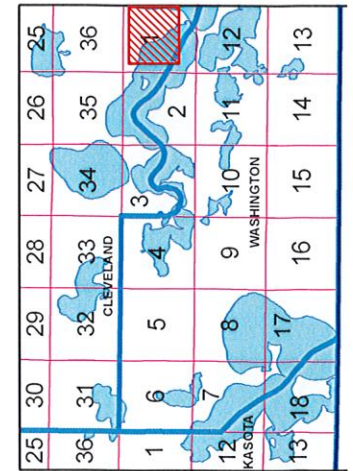 25 30 29 28 27 26 25
36 31 32 33 34 35 36
CLEVELAND
1 6 5 4 3 2 1
12 7 8 9 10 11 12
KASOTA WASHINGTON
13 18 17 16 15 14 13